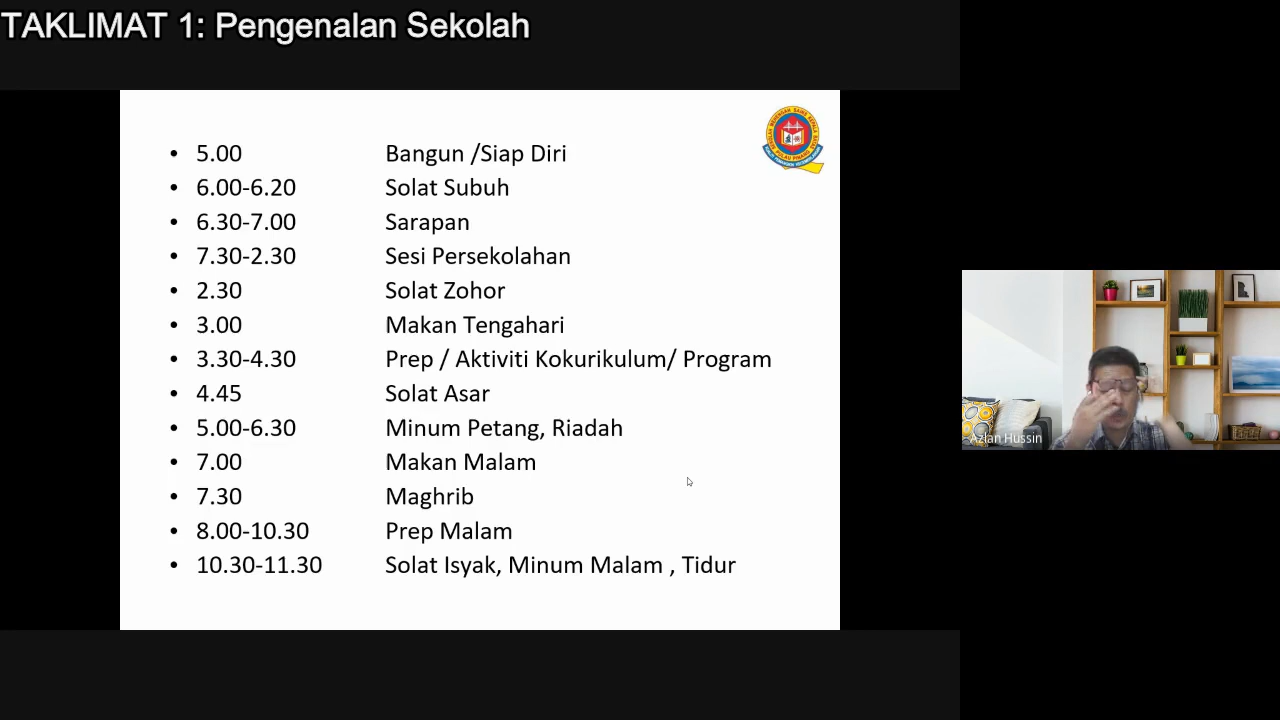 TAKLIMAT 1: Pengenalan Sekolah
• 5.00 Bangun /Siap Diri
• 6.00-6.20 Solat Subuh
• 6.30-7.00 Sarapan
• 7.30-2.30 Sesi Persekolahan
• 2.30 Solat Zohor
• 3.00 Makan Tengahari
• 3.30-4.30 Prep / Aktiviti Kokurikulum/ Program
• 4.45 Solat Asar
• 5.00-6.30 Minum Petang, Riadah
• 7.00 Makan Malam
• 7.30 Maghrib
• 8.00-10.30 Prep Malam
• 10.30-11.30 Solat Isyak, Minum Malam , Tidur
PULAU PINANG
Azlan Hussin